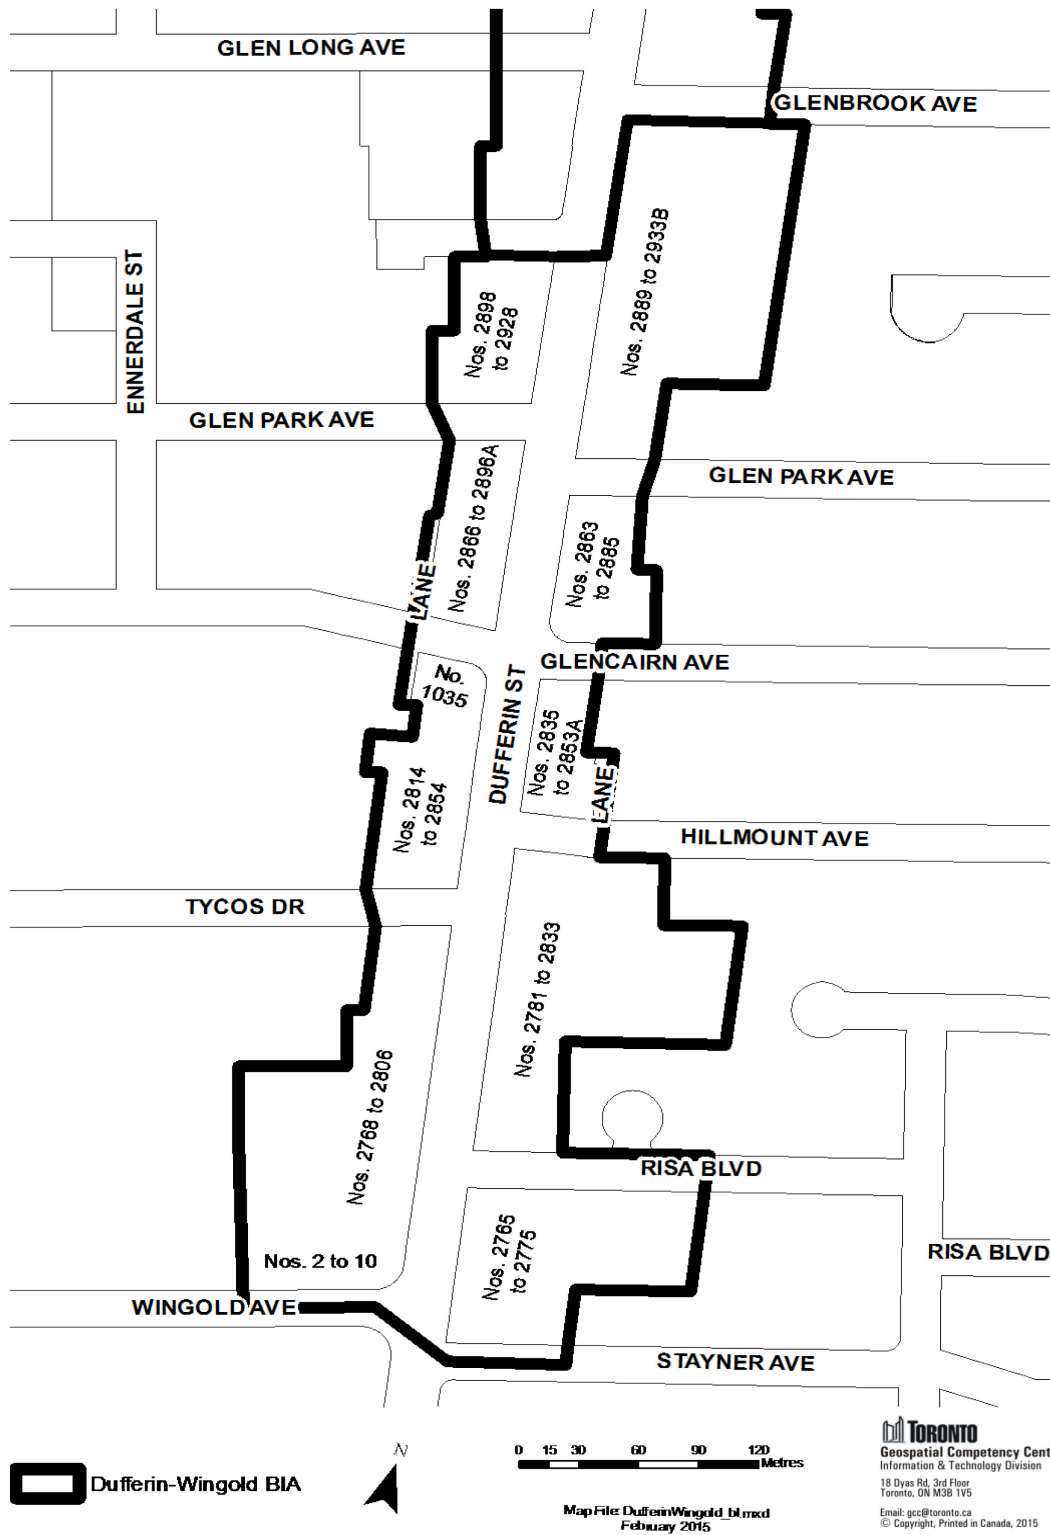 GLEN LONG AVE
GLENBROOK AVE
ENNERDALE ST
Nos. 2898
to 2928
Nos. 2889 to 2933B
GLEN PARK AVE
GLEN PARK AVE
Nos. 2866 to 2896A
LANE
Nos. 2863
to 2885
GLENCAIRN AVE
No.
1035
DUFFERIN ST
Nos. 2835
to 2853A
LANE
Nos. 2814
to 2854
HILLMOUNT AVE
TYCOS DR
Nos. 2781 to 2833
Nos. 2768 to 2806
RISA BLVD
Nos. 2765
to 2775
RISA BLVD
Nos. 2 to 10
WINGOLD AVE
STAYNER AVE
Dufferin-Wingold BIA
N
0 15 30 60 90 120
Metres
Map File: DufferinWingold_bl.mxd
February 2015
TORONTO
Geospatial Competency Cent
Information & Technology Division
18 Dyas Rd, 3rd Floor
Toronto, ON M3B 1V5
Email: gcc@toronto.ca
© Copyright, Printed in Canada, 2015